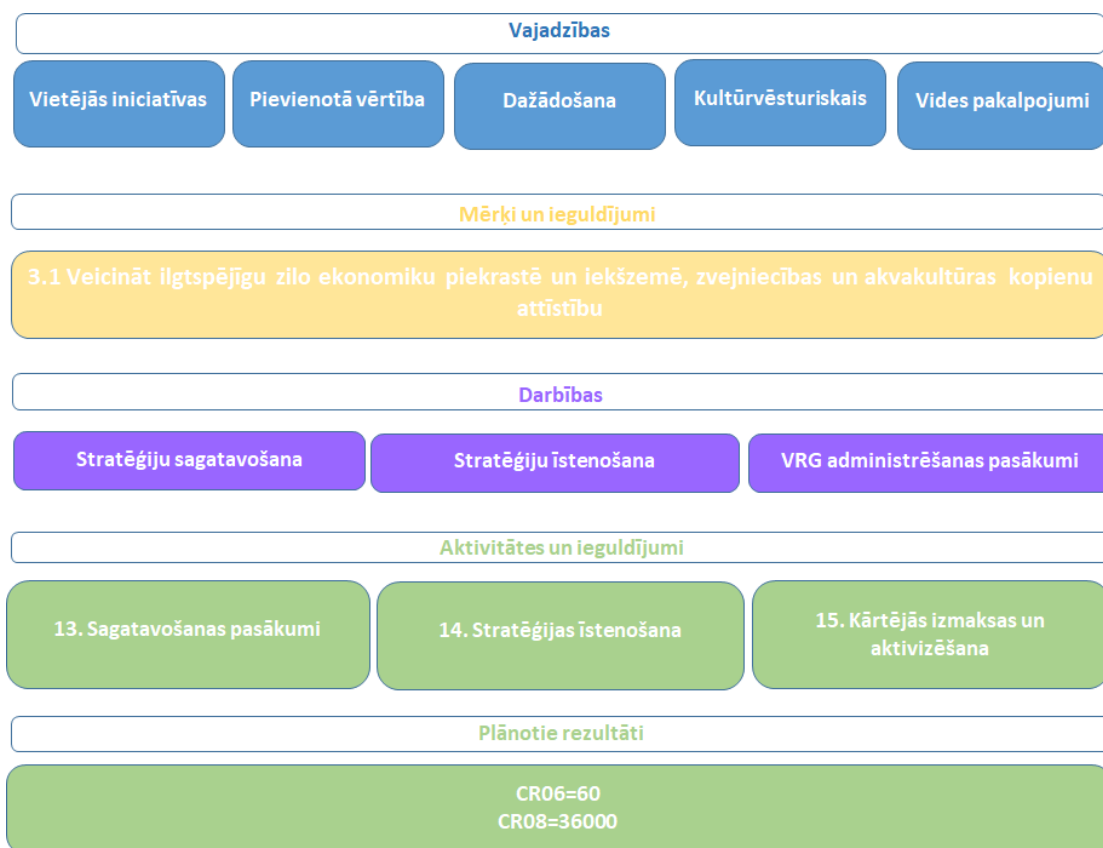 Vajadzības
Vietējās iniciatīvas
Pievienotā vērtība
Dažādošana
Kultūrvēsturiskais
Vides pakalpojumi
Mērķi un ieguldījumi
3.1 Veicināt ilgtspējīgu zilo ekonomiku piekrastē un iekšzemē, zvejniecības un akvakultūras kopienu
attīstību
Darbības
Stratēģiju sagatavošana
Stratēģiju īstenošana
VRG administrēšanas pasākumi
Aktivitātes un ieguldījumi
13. Sagatavošanas pasākumi
14. Stratēģijas īstenošana
15. Kārtējās izmaksas un
aktivizēšana
Plānotie rezultāti
CR06=60
CR08=36000